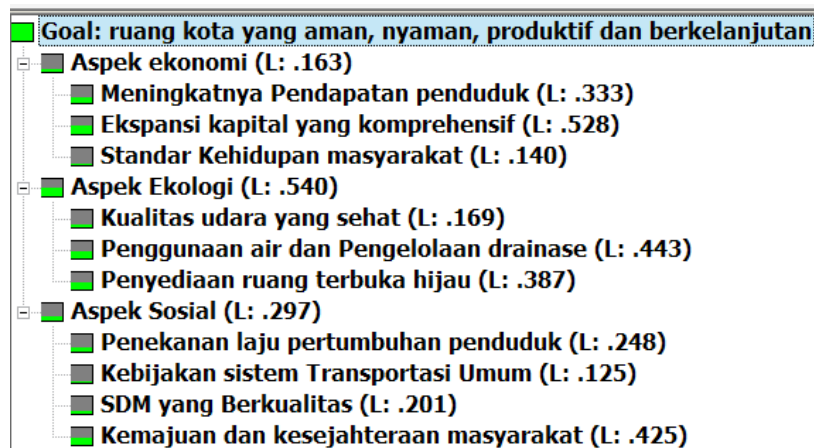 Goal: ruang kota yang aman, nyaman, produktif dan berkelanjutan
Aspek ekonomi (L: .163)
Meningkatnya Pendapatan penduduk (L: .333)
Ekspansi kapital yang komprehensif (L: .528)
Standar Kehidupan masyarakat (L: .140)
Aspek Ekologi (L: .540)
Kualitas udara yang sehat (L: .169)
Penggunaan air dan Pengelolaan drainase (L: .443)
Penyediaan ruang terbuka hijau (L: .387)
Aspek Sosial (L: .297)
Penekanan laju pertumbuhan penduduk (L: .248)
Kebijakan sistem Transportasi Umum (L: .125)
SDM yang Berkualitas (L: .201)
Kemajuan dan kesejahteraan masyarakat (L: .425)